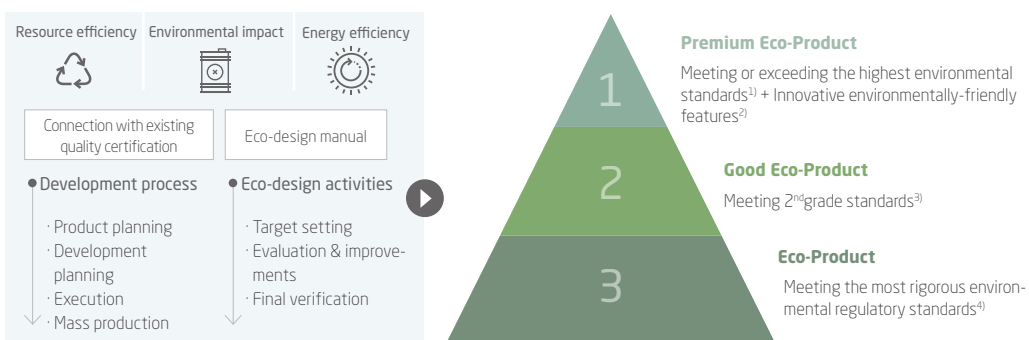 Resource efficiency
Environmental impact
Energy efficiency
Connection with existing
quality certification
Eco-design manual
Development process
· Product planning
· Development
planning
· Execution
· Mass production
Eco-design activities
· Target setting
· Evaluation & improve-
ments
· Final verification
1
2
3
Premium Eco-Product
Meeting or exceeding the highest environmental
standards1) + Innovative environmentally-friendly
features2)
Good Eco-Product
Meeting 2ndgrade standards3)
Eco-Product
Meeting the most rigorous environ-
mental regulatory standards4)